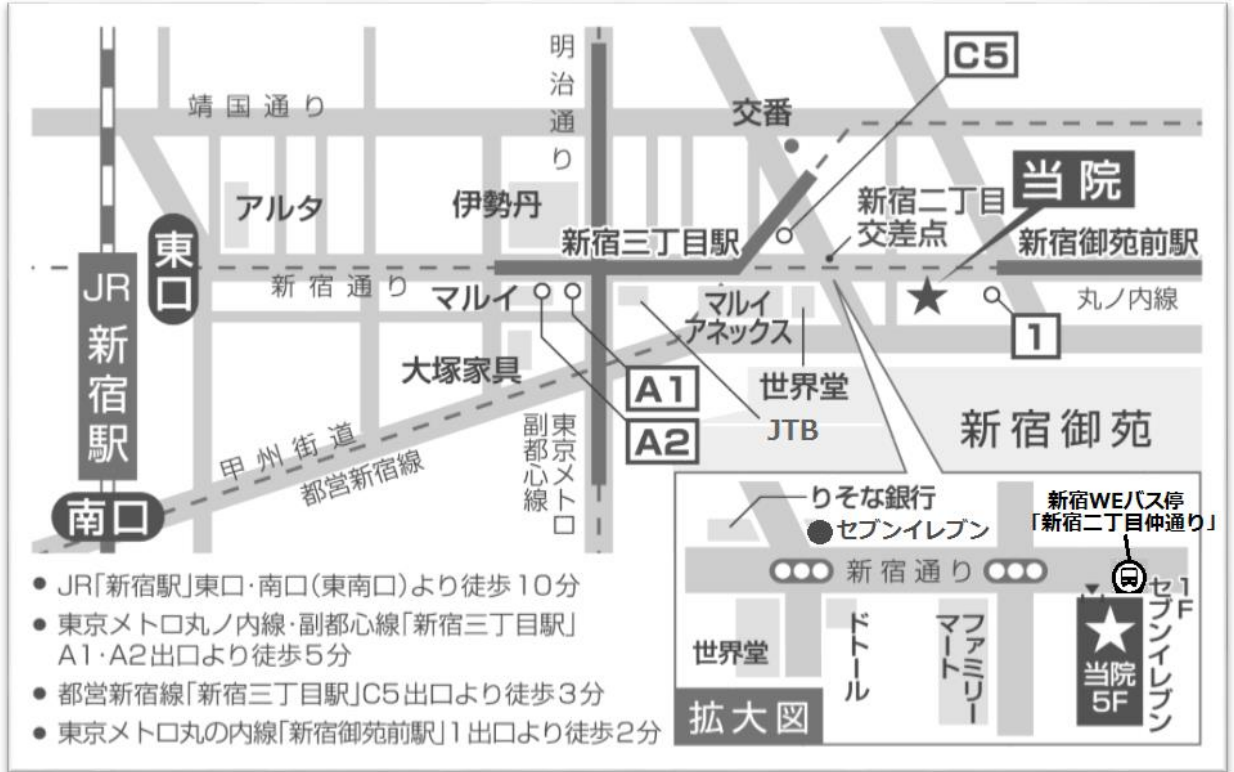 明治通り
C5
靖国通り
交番
当院
アルタ
伊勢丹
新宿二丁目
交差点
東口
新宿三丁目駅
新宿御苑前駅
JR新宿駅
新宿通り
マルイ
マルイ
アネックス
丸ノ内線
1
大塚家具
A1
世界堂
A2
JTB
新宿御苑
甲州街道
都営新宿線
東京メトロ
副都心線
南口
りそな銀行
セブンイレブン
新宿WEバス停
「新宿二丁目仲通り」
新宿通り
1F
セブンイレブン
世界堂
ドトール
ファミリー
マート
当院
5F
拡大図
● JR「新宿駅」東口・南口(東南口)より徒歩10分
● 東京メトロ丸ノ内線・副都心線「新宿三丁目駅」
A1・A2出口より徒歩5分
● 都営新宿線「新宿三丁目駅」C5出口より徒歩3分
● 東京メトロ丸の内線「新宿御苑前駅」1出口より徒歩2分